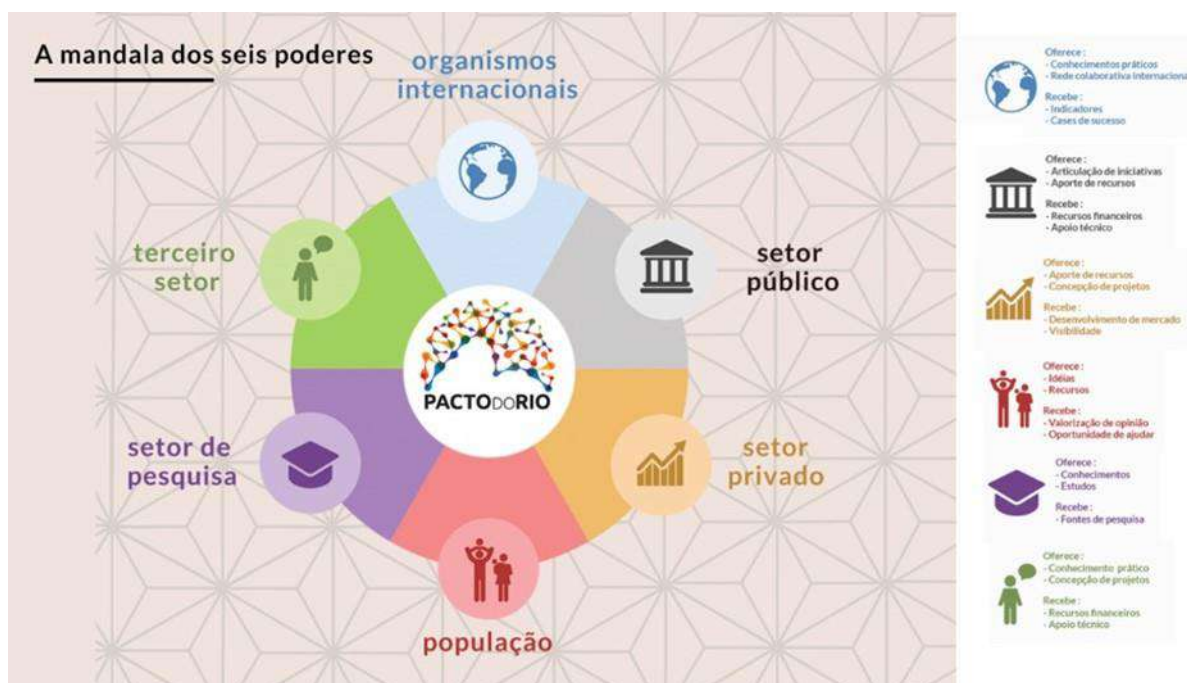 A mandala dos seis poderes
organismos
internacionais
terceiro
setor
setor
público
PACTODORIO
setor de
pesquisa
setor
privado
população
Oferece :
- Conhecimentos práticos
- Rede colaborativa internaciona
Recebe :
- Indicadores
- Cases de sucesso
Oferece :
- Articulação de iniciativas
- Aporte de recursos
Recebe :
- Recursos financeiros
- Apoio técnico
Oferece :
- Aporte de recursos
- Concepção de projetos
Recebe :
- Desenvolvimento de mercado
- Visibilidade
Oferece :
- Idéias
- Recursos
Recebe :
- Valorização de opinião
- Oportunidade de ajudar
Oferece :
- Conhecimentos
- Estudos
Recebe :
- Fontes de pesquisa
Oferece :
- Conhecimento prático
- Concepção de projetos
Recebe :
- Recursos financeiros
- Apoio técnico